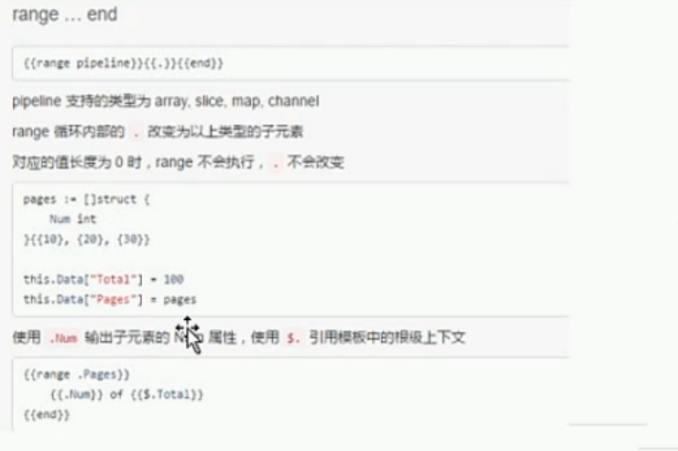 range ... end
{{range pipeline}}{{.}}{{end}}
pipeline 支持的类型为 array, slice, map, channel
range 循环内部的 . 改变为以上类型的子元素
对应的值长度为 0 时，range 不会执行， . 不会改变
pages := []struct {
Num int
}{{10}, {20}, {30}}
this.Data["Total"] = 100
this.Data["Pages"] = pages
使用 .Num 输出子元素的 属性，使用 $. 引用模板中的根级上下文
{{range .Pages}}
{{.Num}} of {{$.Total}}
{{end}}